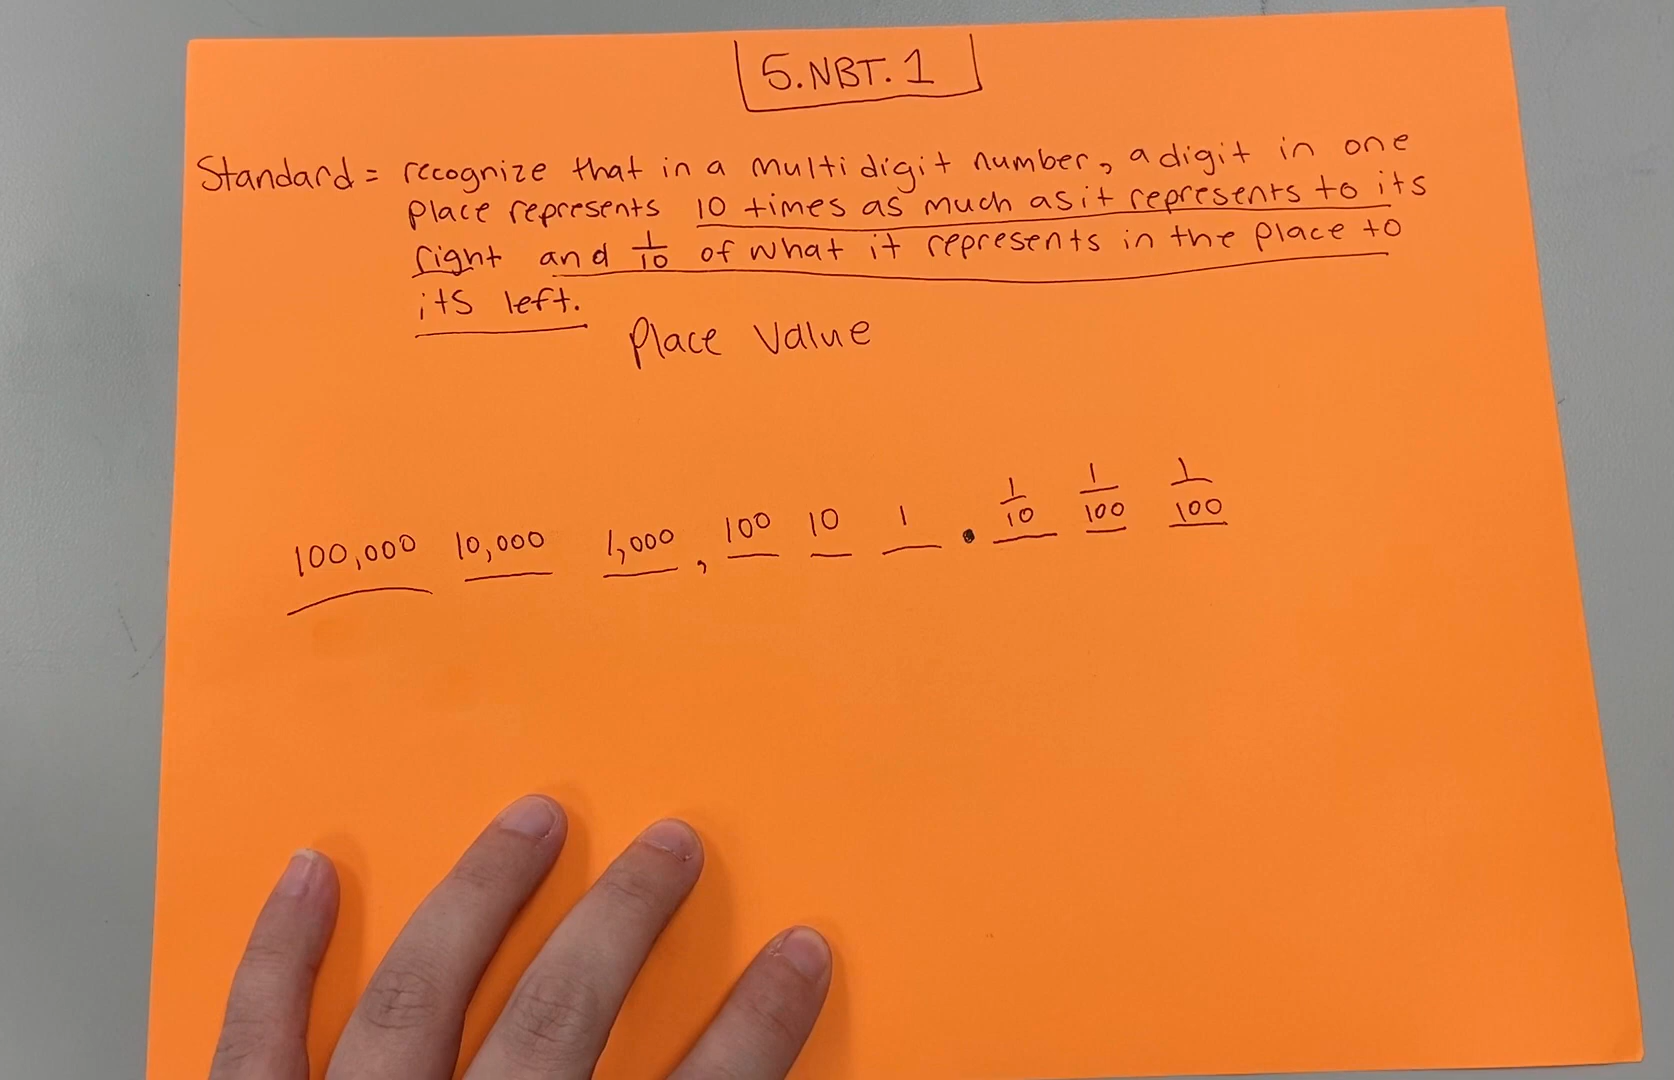 5.NBT.1
Standard = recognize that in a multidigit number, a digit in one
place represents 10 times as much as it represents to its
right and 1/10 of what it represents in the place to
its left.
Place Value
100,000 10,000 1,000, 100 10 1 . 1/10 1/100 1/100